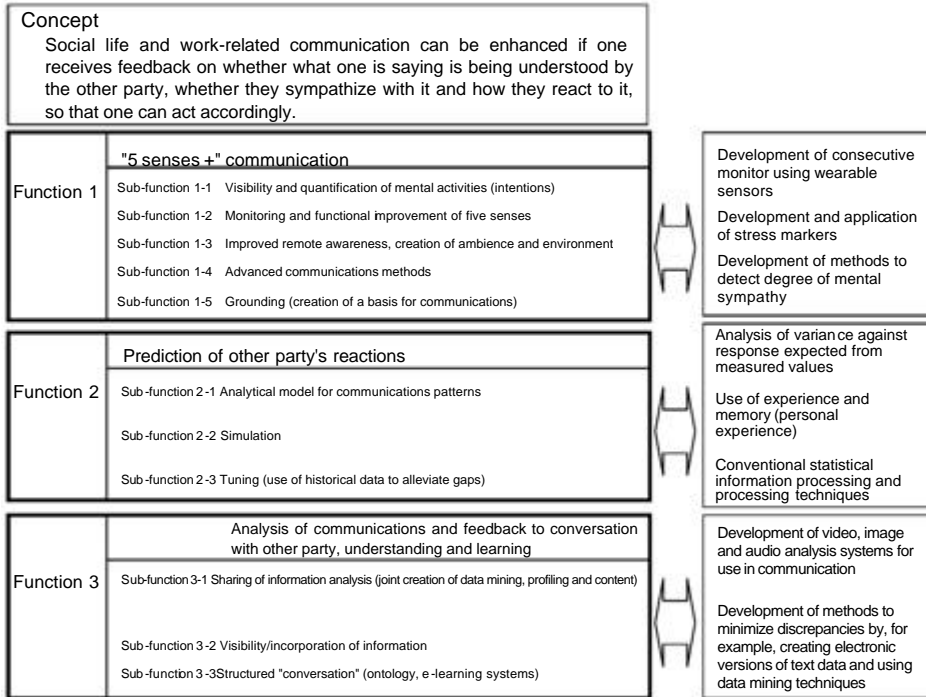 Concept
Social life and work-related communication can be enhanced if one
receives feedback on whether what one is saying is being understood by
the other party, whether they sympathize with it and how they react to it,
so that one can act accordingly.
Function 1
"5 senses +" communication
Sub-function 1-1 Visibility and quantification of mental activities (intentions)
Sub-function 1-2 Monitoring and functional improvement of five senses
Sub-function 1-3 Improved remote awareness, creation of ambience and environment
Sub-function 1-4 Advanced communications methods
Sub-function 1-5 Grounding (creation of a basis for communications)
Development of consecutive
monitor using wearable
sensors
Development and application
of stress markers
Development of methods to
detect degree of mental
sympathy
Function 2
Prediction of other party's reactions
Sub-function 2-1 Analytical model for communications patterns
Sub-function 2-2 Simulation
Sub-function 2-3 Tuning (use of historical data to alleviate gaps)
Analysis of variance against
response expected from
measured values
Use of experience and
memory (personal
experience)
Conventional statistical
information processing and
processing techniques
Function 3
Analysis of communications and feedback to conversation
with other party, understanding and learning
Sub-function 3-1 Sharing of information analysis (joint creation of data mining, profiling and content)
Sub-function 3-2 Visibility/incorporation of information
Sub-function 3-3Structured "conversation" (ontology, e-learning systems)
Development of video, image
and audio analysis systems for
use in communication
Development of methods to
minimize discrepancies by, for
example, creating electronic
versions of text data and using
data mining techniques